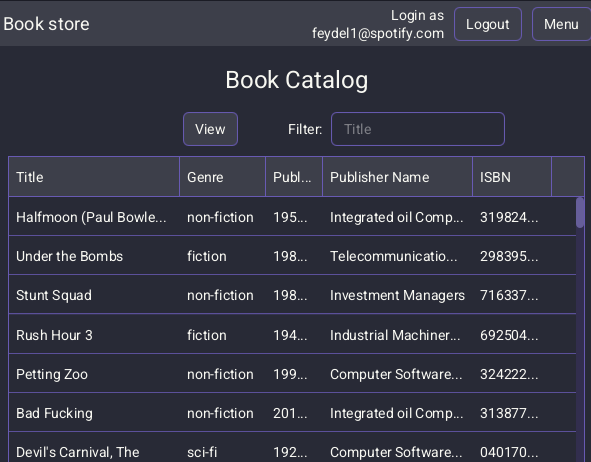 Book store
Login as
feydel1@spotify.com
Logout
Menu
Book Catalog
View
Filter:
Title
Title Genre Publ... Publisher Name ISBN
Halfmoon (Paul Bowle... non-fiction 195... Integrated oil Comp... 319824...
Under the Bombs fiction 198... Telecommunicatio... 298395...
Stunt Squad non-fiction 198... Investment Managers 716337...
Rush Hour 3 fiction 194... Industrial Machiner... 692504...
Petting Zoo non-fiction 199... Computer Software... 324222...
Bad Fucking non-fiction 201... Integrated oil Comp... 313877...
Devil's Carnival, The sci-fi 192... Computer Software... 040170...